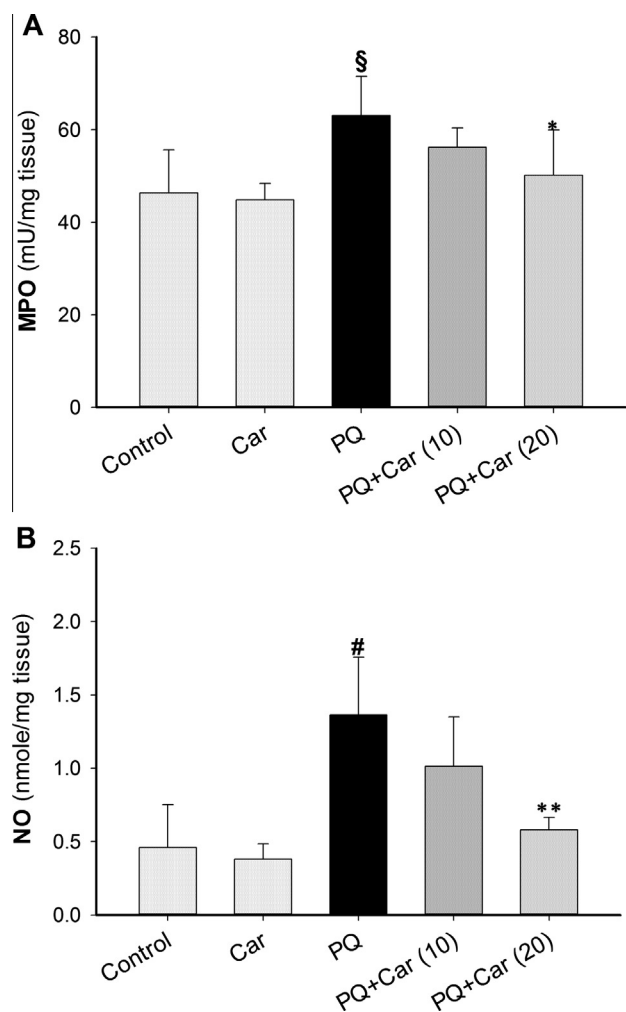 A
80
60
40
20
0
MPO (mU/mg tissue)
§
*
Control
Car
PQ
PQ+Car (10)
PQ+Car (20)
B
2.5
2.0
1.5
1.0
0.5
0.0
NO (nmole/mg tissue)
#
**
Control
Car
PQ
PQ+Car (10)
PQ+Car (20)